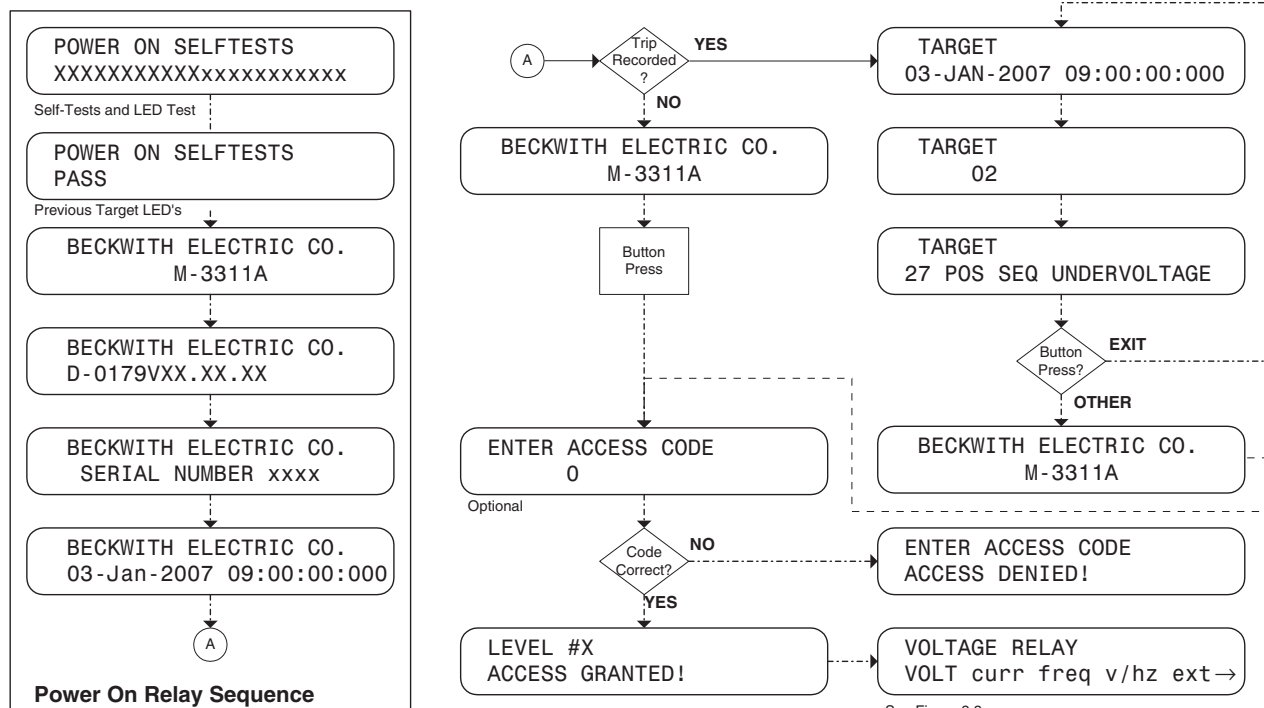 POWER ON SELFTESTS
XXXXXXXXXXXxxxxxxxxxxx
Self-Tests and LED Test
POWER ON SELFTESTS
PASS
Previous Target LED's
BECKWITH ELECTRIC CO.
M-3311A
BECKWITH ELECTRIC CO.
D-0179VXX.XX.XX
BECKWITH ELECTRIC CO.
SERIAL NUMBER xxxx
BECKWITH ELECTRIC CO.
03-Jan-2007 09:00:00:000
A
Power On Relay Sequence
A
Trip
Recorded
?
YES
NO
BECKWITH ELECTRIC CO.
M-3311A
Button
Press
ENTER ACCESS CODE
0
Optional
Code
Correct?
NO
YES
LEVEL #X
ACCESS GRANTED!
TARGET
03-JAN-2007 09:00:00:000
TARGET
02
TARGET
27 POS SEQ UNDERVOLTAGE
Button
Press?
EXIT
OTHER
BECKWITH ELECTRIC CO.
M-3311A
ENTER ACCESS CODE
ACCESS DENIED!
VOLTAGE RELAY
VOLT curr freq v/hz ext→